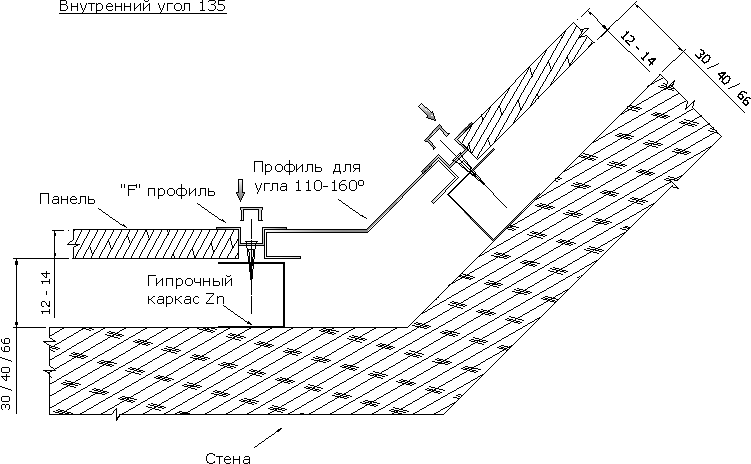 Внутренний угол 135
12 - 14
30 / 40 / 66
Профиль для
угла 110-160º
"F" профиль
Панель
Гипрочный
каркас Zn
12 - 14
30 / 40 / 66
Стена